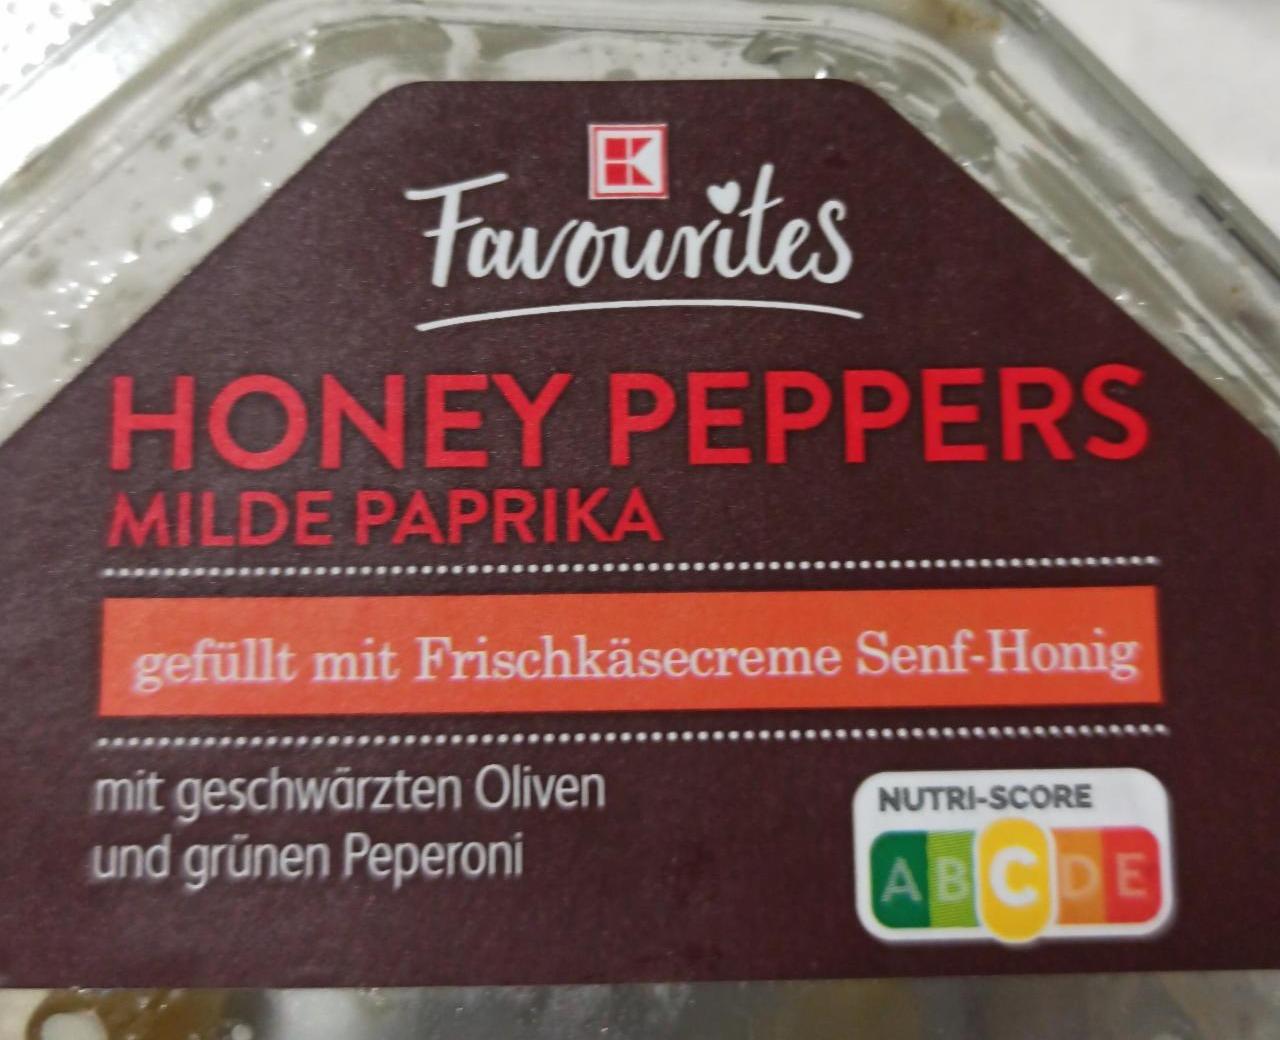 K
Favourites
HONEY PEPPERS
MILDE PAPRIKA
gefüllt mit Frischkäsecreme Senf-Honig
mit geschwärzten Oliven
und grünen Peperoni
NUTRI-SCORE
A B C D E